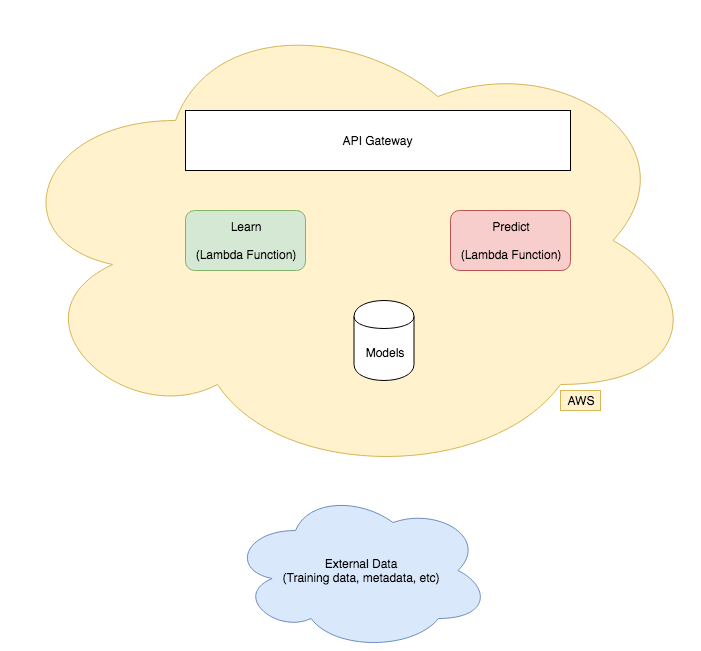 API Gateway
Learn
(Lambda Function)
Predict
(Lambda Function)
Models
AWS
External Data
(Training data, metadata, etc)